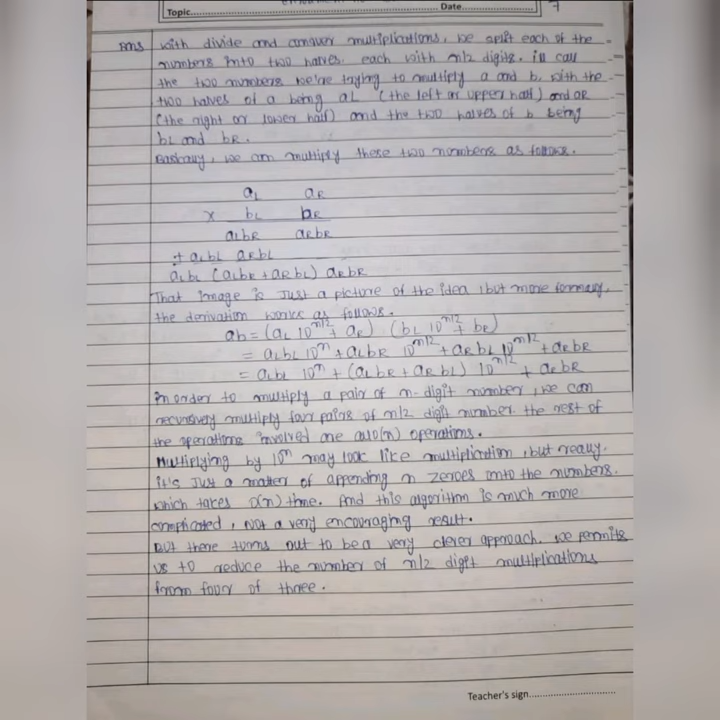 Topic.......... Date..........
7
Ans with divide and conquer multiplications, we split each of the
numbers into two halves. each with n/2 digits. ill call
the two numbers we're trying to multiply a and b, with the
two halves of a being aL (the left or upper half) and aR
(the right or lower half) and the two halves of b being
bL and bR.
Basically, we can multiply these two numbers as follows.
aL aR
x bL bR
aLbR aRbR
+ aLbL aRbL
aLbL (aLbR + aRbL) aRbR
That image is Just a picture of the idea, but more formally,
the derivation works as follows.
ab = (aL 10^n/2 + aR) (bL 10^n/2 + bR)
= aLbL 10^n + aLbR 10^n/2 + aRbL 10^n/2 + aRbR
= aLbL 10^n + (aLbR + aRbL) 10^n/2 + aRbR
In order to multiply a pair of n-digit number, we can
recursively multiply four pairs of n/2 digit number. the rest of
the operations involved are all O(n) operations.
Multiplying by 10^n may look like multiplication, but really.
it's Just a matter of appending n zeroes onto the numbers.
which takes O(n) time. And this algorithm is much more
complicated, Not a very encouraging result.
But there turns out to be a very clever approach. we permits
us to reduce the number of n/2 digit multiplications
from four of three.
Teacher's sign..........